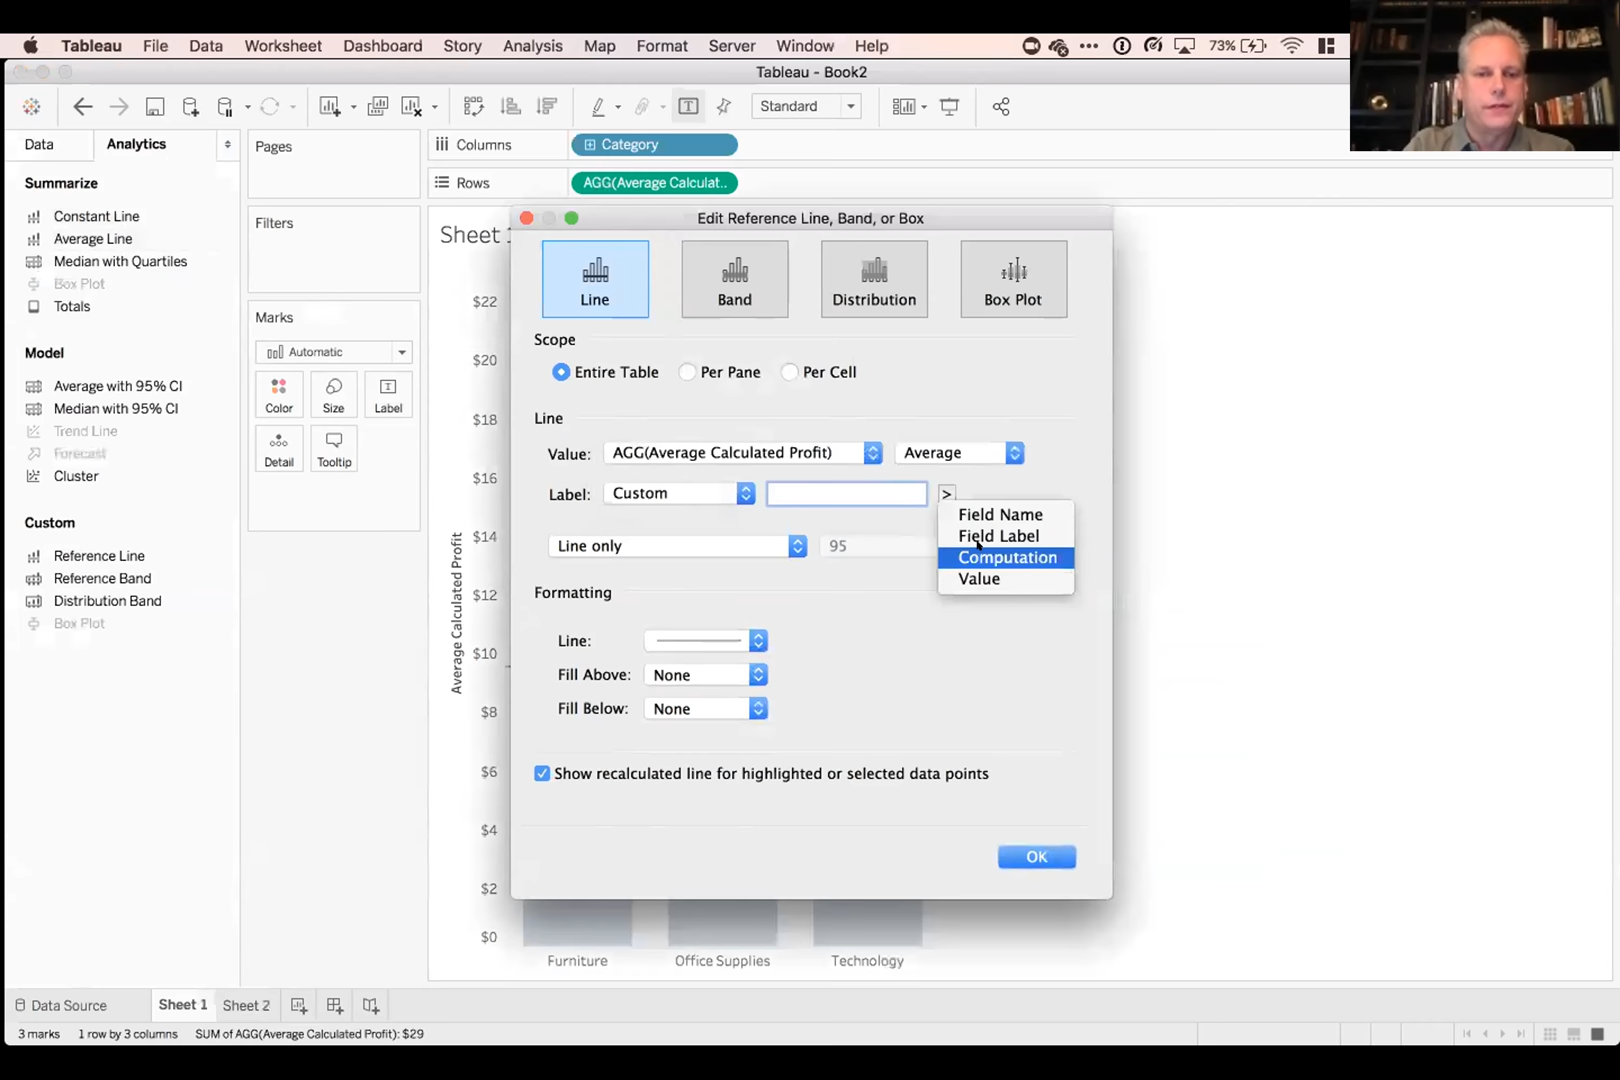 Tableau File Data Worksheet Dashboard Story Analysis Map Format Server Window Help 73%
Tableau - Book2
Standard
Data Analytics
Pages
Columns Category
Rows AGG(Average Calculat..
Filters
Summarize
Constant Line
Average Line
Median with Quartiles
Box Plot
Totals
Model
Average with 95% CI
Median with 95% CI
Trend Line
Forecast
Cluster
Custom
Reference Line
Reference Band
Distribution Band
Box Plot
Marks
Automatic
Color Size Label
Detail Tooltip
Sheet
$22
$20
$18
$16
$14
$12
$10
$8
$6
$4
$2
$0
Average Calculated Profit
Furniture Office Supplies Technology
Edit Reference Line, Band, or Box
Line Band Distribution Box Plot
Scope
Entire Table Per Pane Per Cell
Line
Value: AGG(Average Calculated Profit) Average
Label: Custom >
Field Name
Field Label
Computation
Value
Line only 95
Formatting
Line:
Fill Above: None
Fill Below: None
Show recalculated line for highlighted or selected data points
OK
Data Source Sheet 1 Sheet 2
3 marks 1 row by 3 columns SUM of AGG(Average Calculated Profit): $29